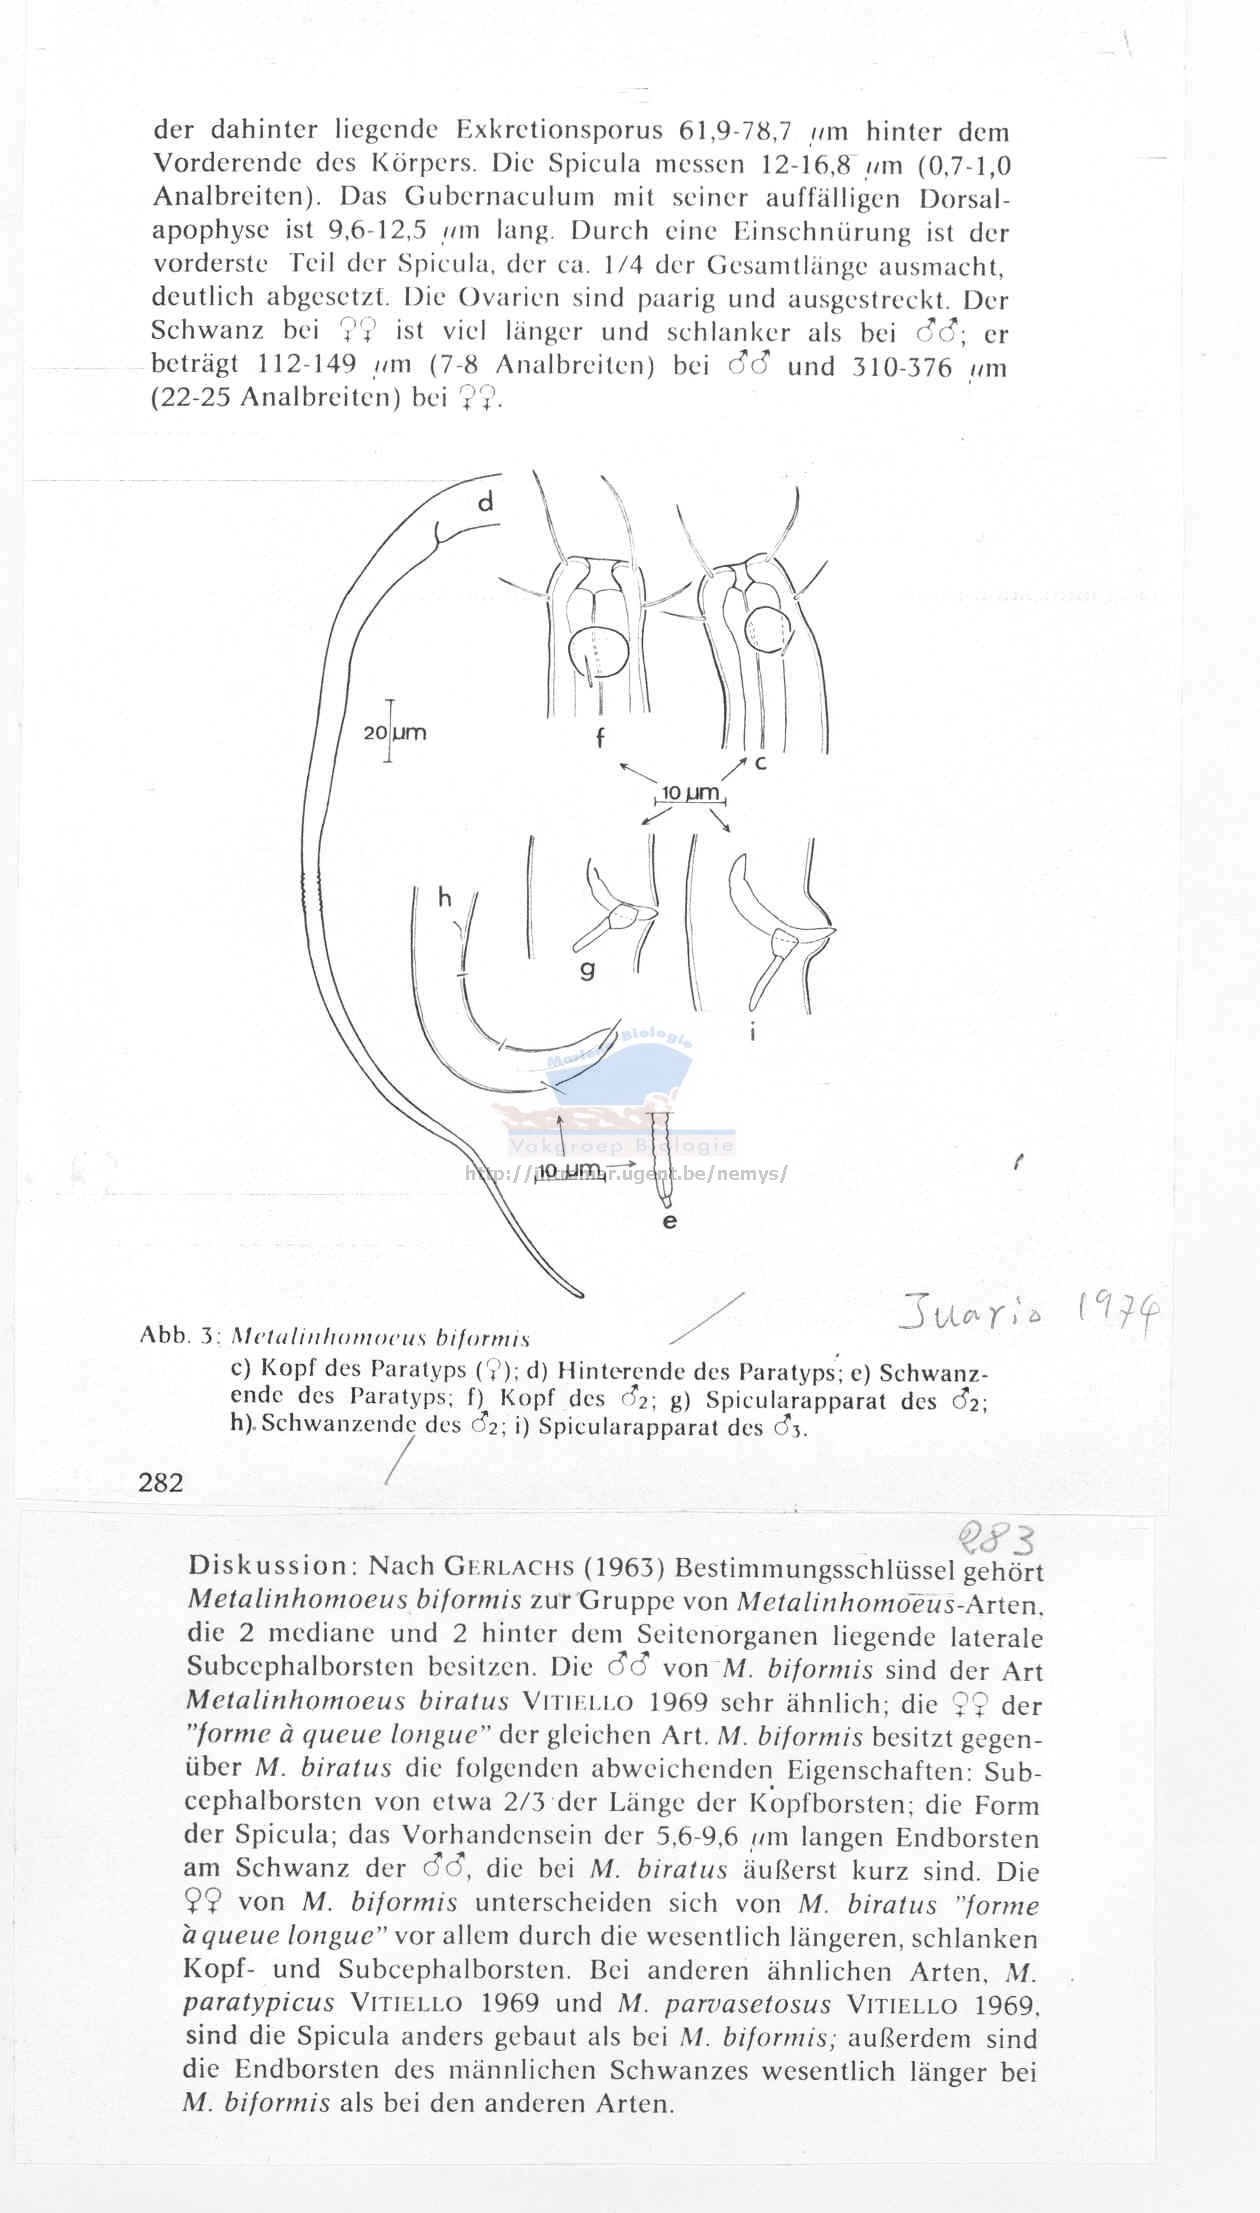 der dahinter liegende Exkretionsporus 61,9-78,7 µm hinter dem
Vorderende des Körpers. Die Spicula messen 12-16,8 µm (0,7-1,0
Analbreiten). Das Gubernaculum mit seiner auffälligen Dorsal-
apophyse ist 9,6-12,5 µm lang. Durch eine Einschnürung ist der
vorderste Teil der Spicula, der ca. 1/4 der Gesamtlänge ausmacht,
deutlich abgesetzt. Die Ovarien sind paarig und ausgestreckt. Der
Schwanz bei ♀♀ ist viel länger und schlanker als bei ♂♂; er
beträgt 112-149 µm (7-8 Analbreiten) bei ♂♂ und 310-376 µm
(22-25 Analbreiten) bei ♀♀.
d
20 µm
f
c
10 µm
h
g
i
Mariene Biologie
Vakgroep Biologie
10 µm
http://intramar.ugent.be/nemys/
e
Juario 1974
Abb. 3: Metalinhomoeus biformis
c) Kopf des Paratyps (♀); d) Hinterende des Paratyps; e) Schwanz-
ende des Paratyps; f) Kopf des ♂2; g) Spicularapparat des ♂2;
h) Schwanzende des ♂2; i) Spicularapparat des ♂3.
282
283
Diskussion: Nach GERLACHS (1963) Bestimmungsschlüssel gehört
Metalinhomoeus biformis zur Gruppe von Metalinhomoeus-Arten,
die 2 mediane und 2 hinter dem Seitenorganen liegende laterale
Subcephalborsten besitzen. Die ♂♂ von M. biformis sind der Art
Metalinhomoeus biratus VITIELLO 1969 sehr ähnlich; die ♀♀ der
"forme à queue longue" der gleichen Art. M. biformis besitzt gegen-
über M. biratus die folgenden abweichenden Eigenschaften: Sub-
cephalborsten von etwa 2/3 der Länge der Kopfborsten; die Form
der Spicula; das Vorhandensein der 5,6-9,6 µm langen Endborsten
am Schwanz der ♂♂, die bei M. biratus äußerst kurz sind. Die
♀♀ von M. biformis unterscheiden sich von M. biratus "forme
à queue longue" vor allem durch die wesentlich längeren, schlanken
Kopf- und Subcephalborsten. Bei anderen ähnlichen Arten, M.
paratypicus VITIELLO 1969 und M. parvasetosus VITIELLO 1969,
sind die Spicula anders gebaut als bei M. biformis; außerdem sind
die Endborsten des männlichen Schwanzes wesentlich länger bei
M. biformis als bei den anderen Arten.